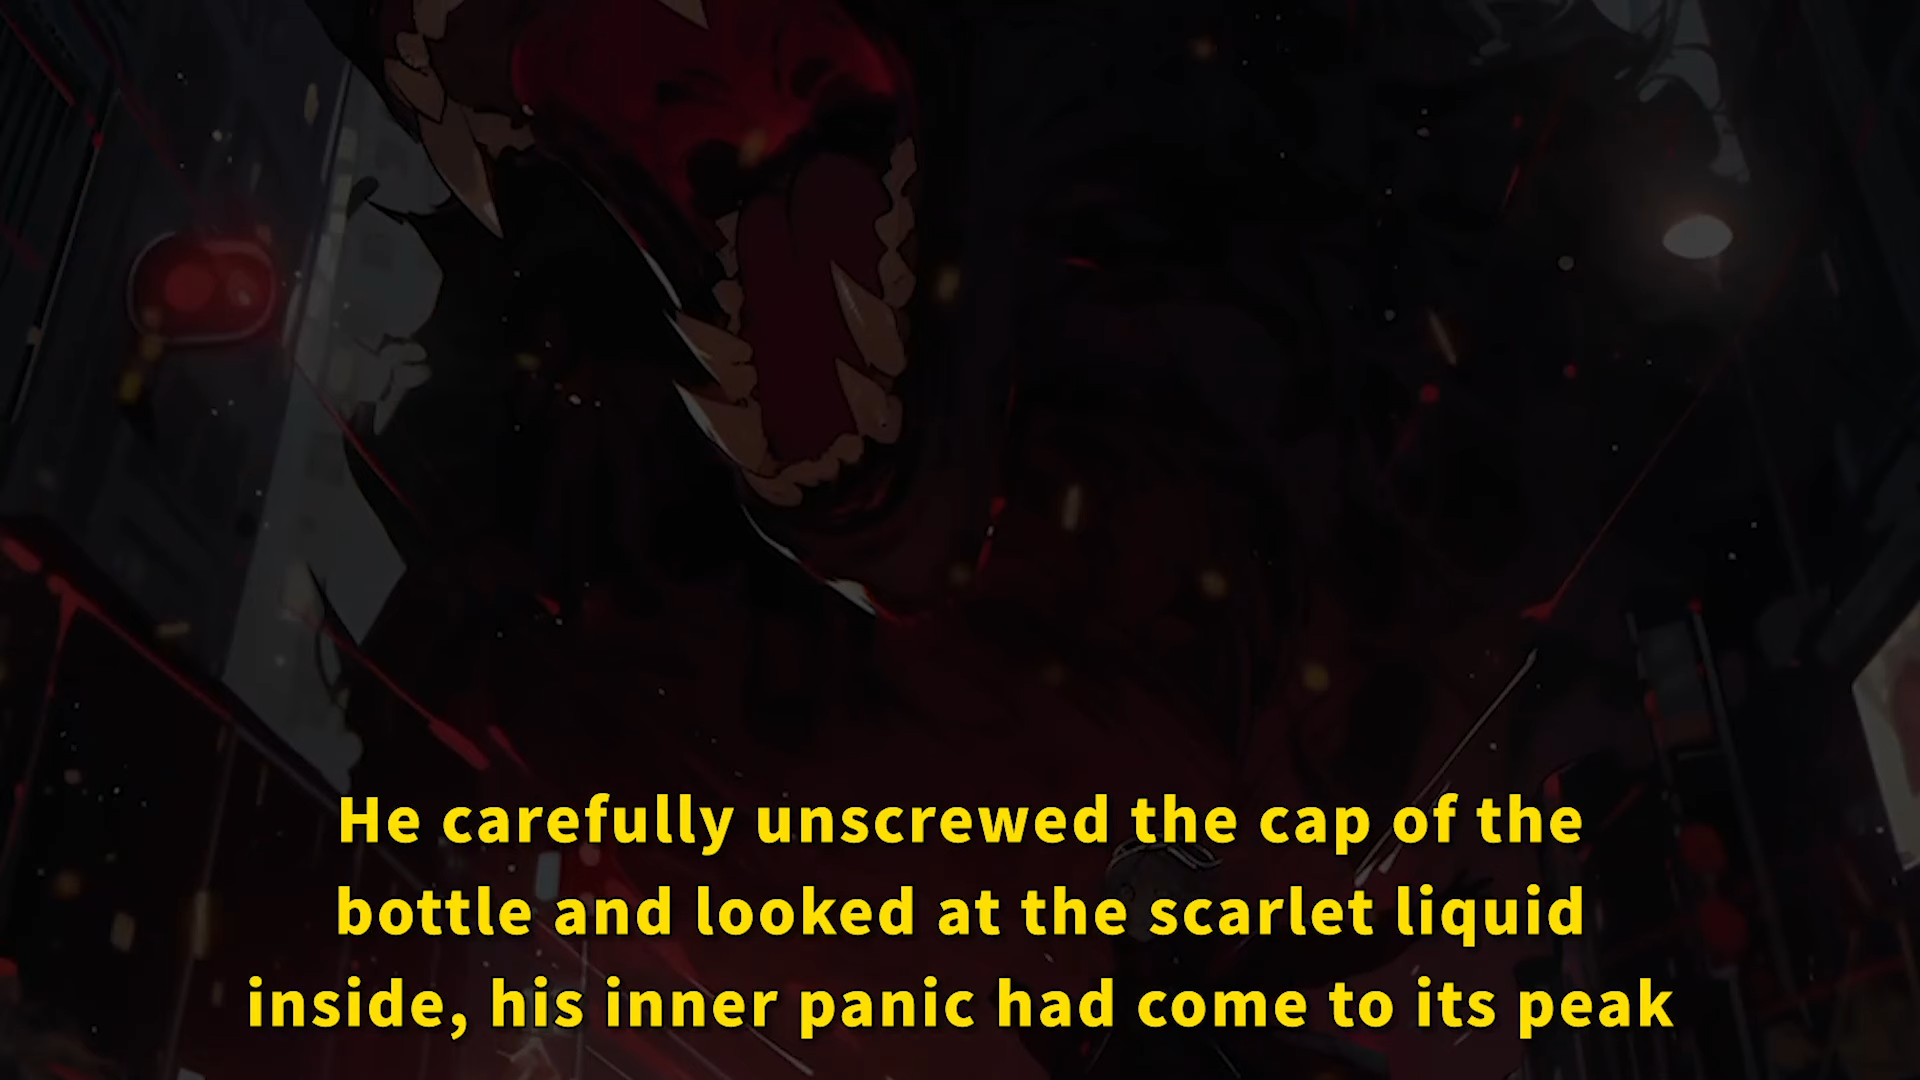 He carefully unscrewed the cap of the
bottle and looked at the scarlet liquid
inside, his inner panic had come to its peak